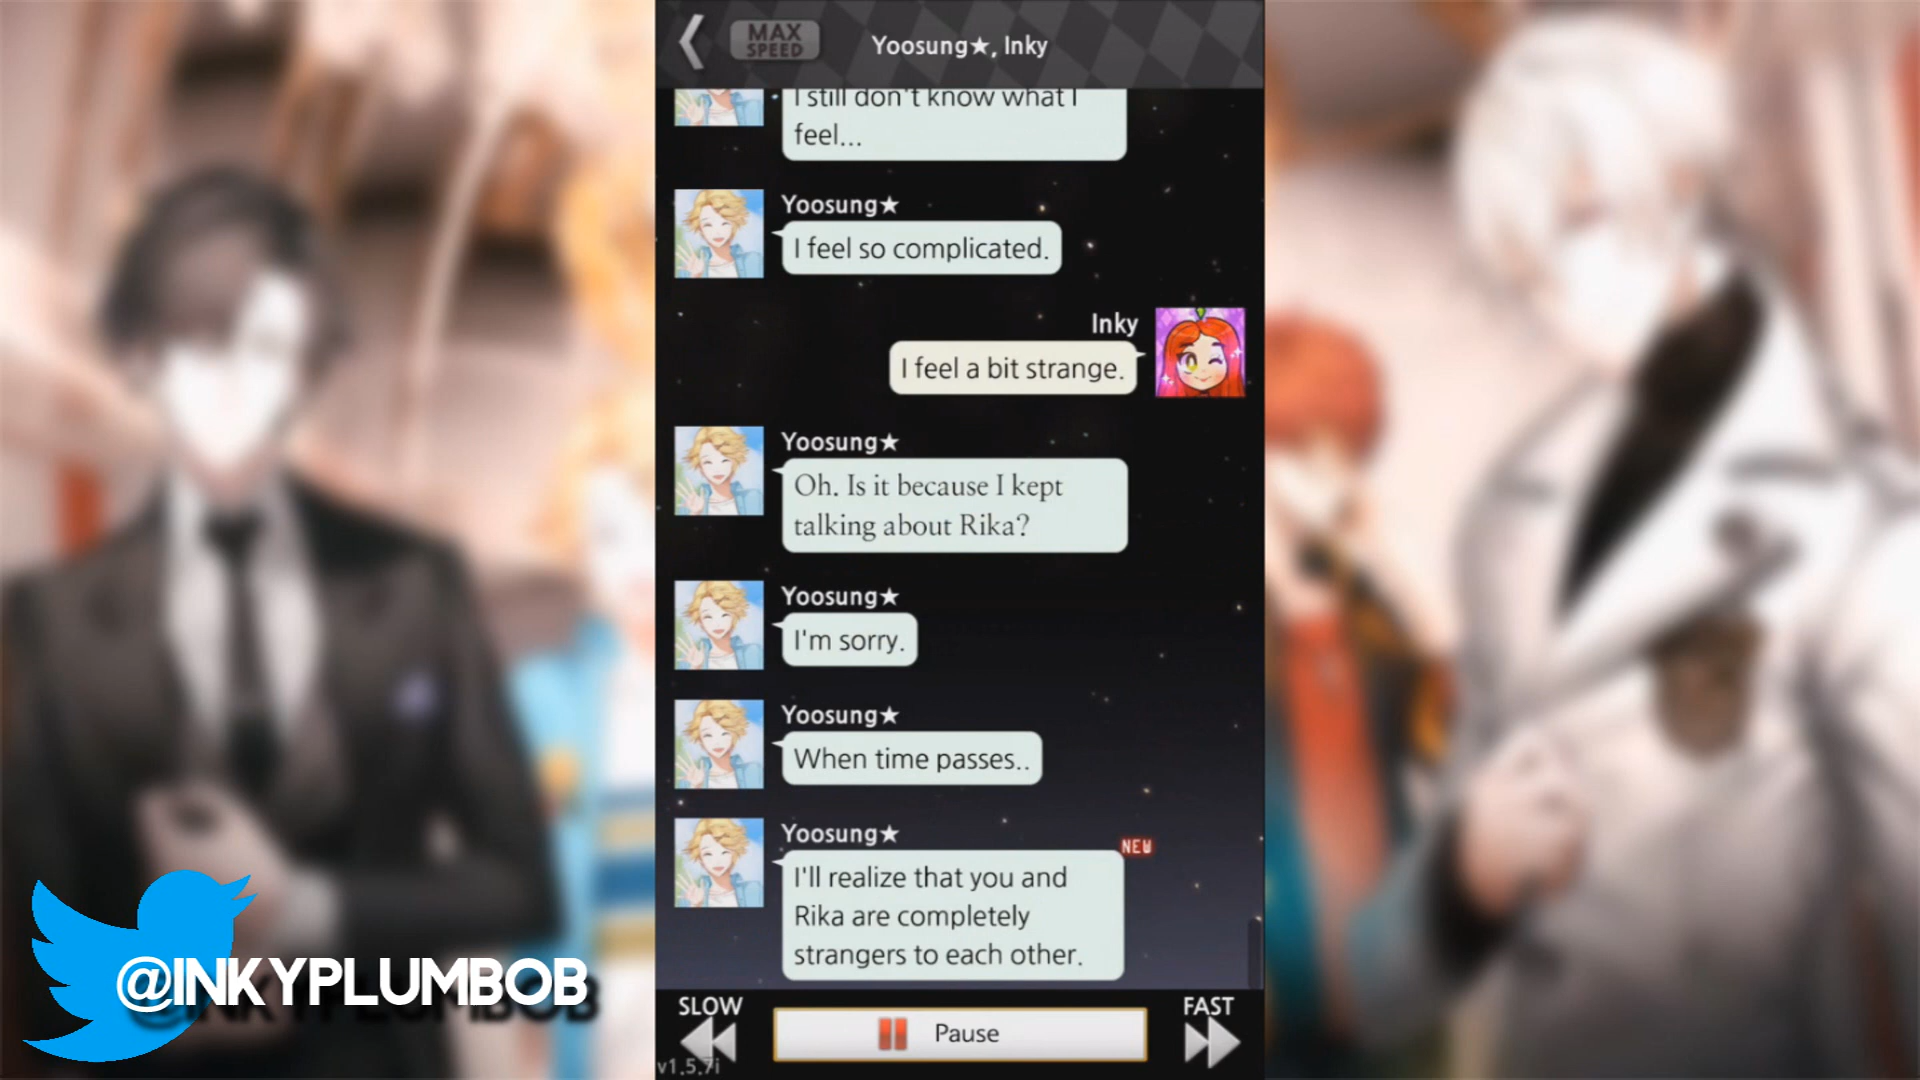 MAX
SPEED
Yoosung★, Inky
I still don't know what I
feel...
Yoosung★
I feel so complicated.
Inky
I feel a bit strange.
Yoosung★
Oh. Is it because I kept
talking about Rika?
Yoosung★
I'm sorry.
Yoosung★
When time passes..
Yoosung★
NEW
I'll realize that you and
Rika are completely
strangers to each other.
SLOW
Pause
FAST
v1.5.7i
@INKYPLUMBOB